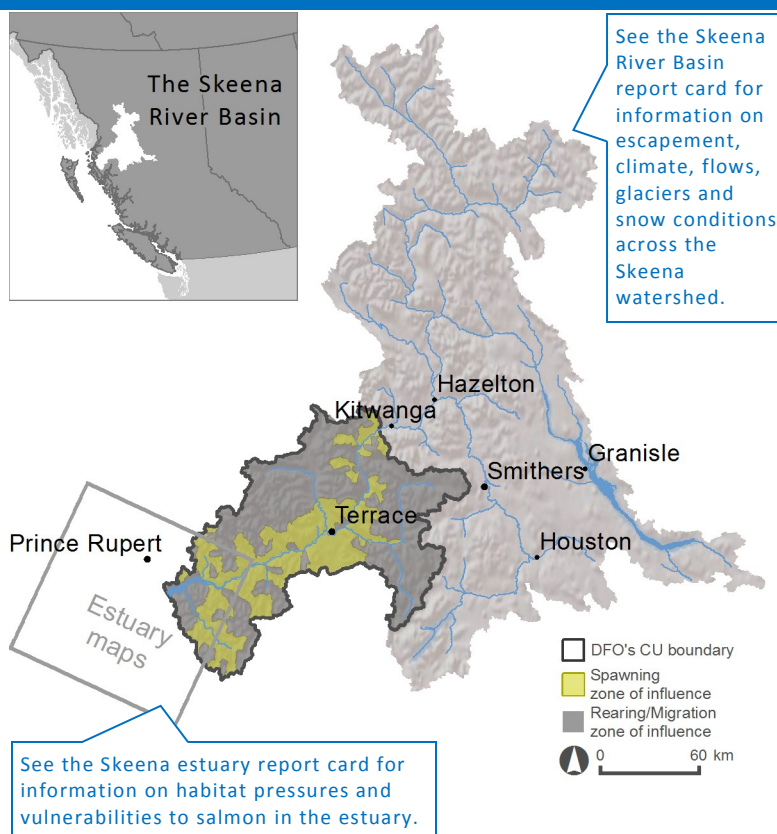 The Skeena
River Basin
See the Skeena
River Basin
report card for
information on
escapement,
climate, flows,
glaciers and
snow conditions
across the
Skeena
watershed.
Hazelton
Kitwanga
Granisle
Smithers
Terrace
Prince Rupert
Houston
Estuary
maps
DFO's CU boundary
Spawning
zone of influence
Rearing/Migration
zone of influence
0 60 km
See the Skeena estuary report card for
information on habitat pressures and
vulnerabilities to salmon in the estuary.